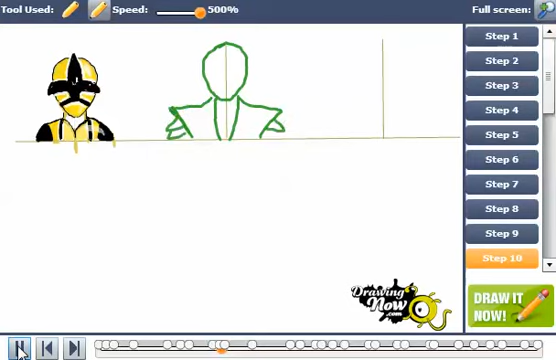 Tool Used: Speed: 500% Full screen:
Step 1
Step 2
Step 3
Step 4
Step 5
Step 6
Step 7
Step 8
Step 9
Step 10
Drawing
Now.com
DRAW IT
NOW!